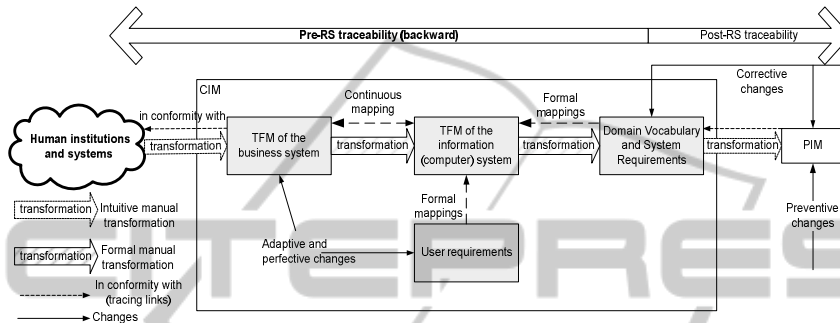 Pre-RS traceability (backward)
Post-RS traceability
CIM
Corrective
changes
Continuous
mapping
Formal
mappings
in conformity with
Human institutions
and systems
transformation
TFM of the
business system
transformation
TFM of the
information
(computer) system
transformation
Domain Vocabulary
and System
Requirements
transformation
PIM
Formal
mappings
Preventive
changes
transformation
Intuitive manual
transformation
Adaptive and
perfective changes
User requirements
transformation
Formal manual
transformation
In conformity with
(tracing links)
Changes
CITEPRES